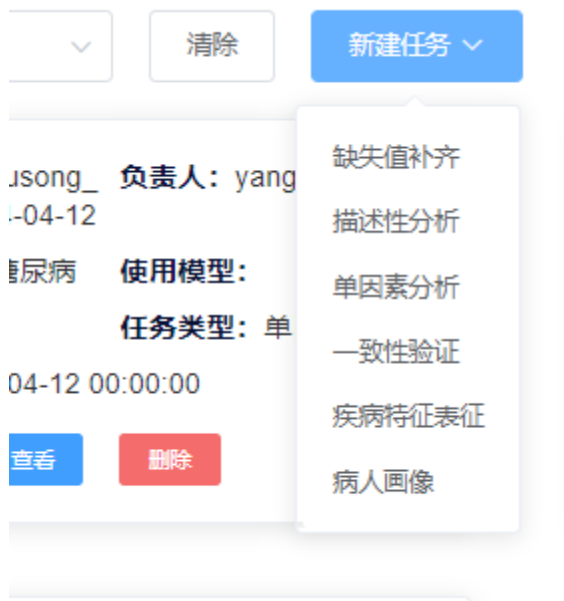 清除
新建任务
缺失值补齐
描述性分析
单因素分析
一致性验证
疾病特征表征
病人画像
usong_ 负责人：yang
-04-12
糖尿病 使用模型：
任务类型：单
04-12 00:00:00
查看
删除